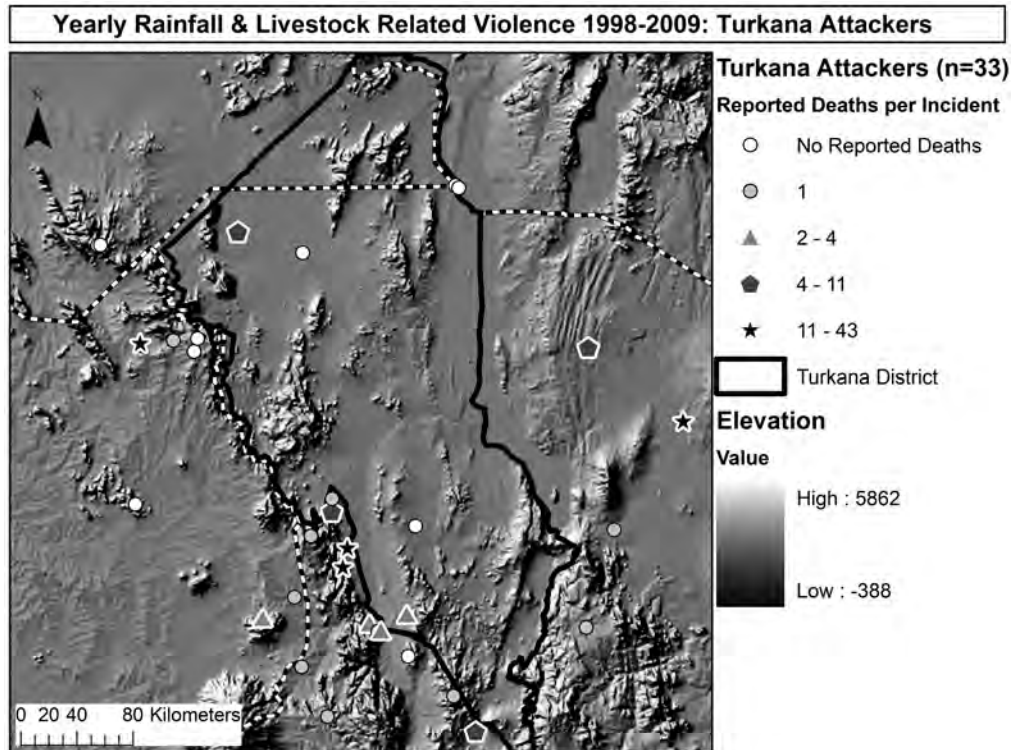 Yearly Rainfall & Livestock Related Violence 1998-2009: Turkana Attackers
Turkana Attackers (n=33)
Reported Deaths per Incident
No Reported Deaths
1
2 - 4
4 - 11
11 - 43
Turkana District
Elevation
Value
High : 5862
Low : -388
0 20 40 80 Kilometers